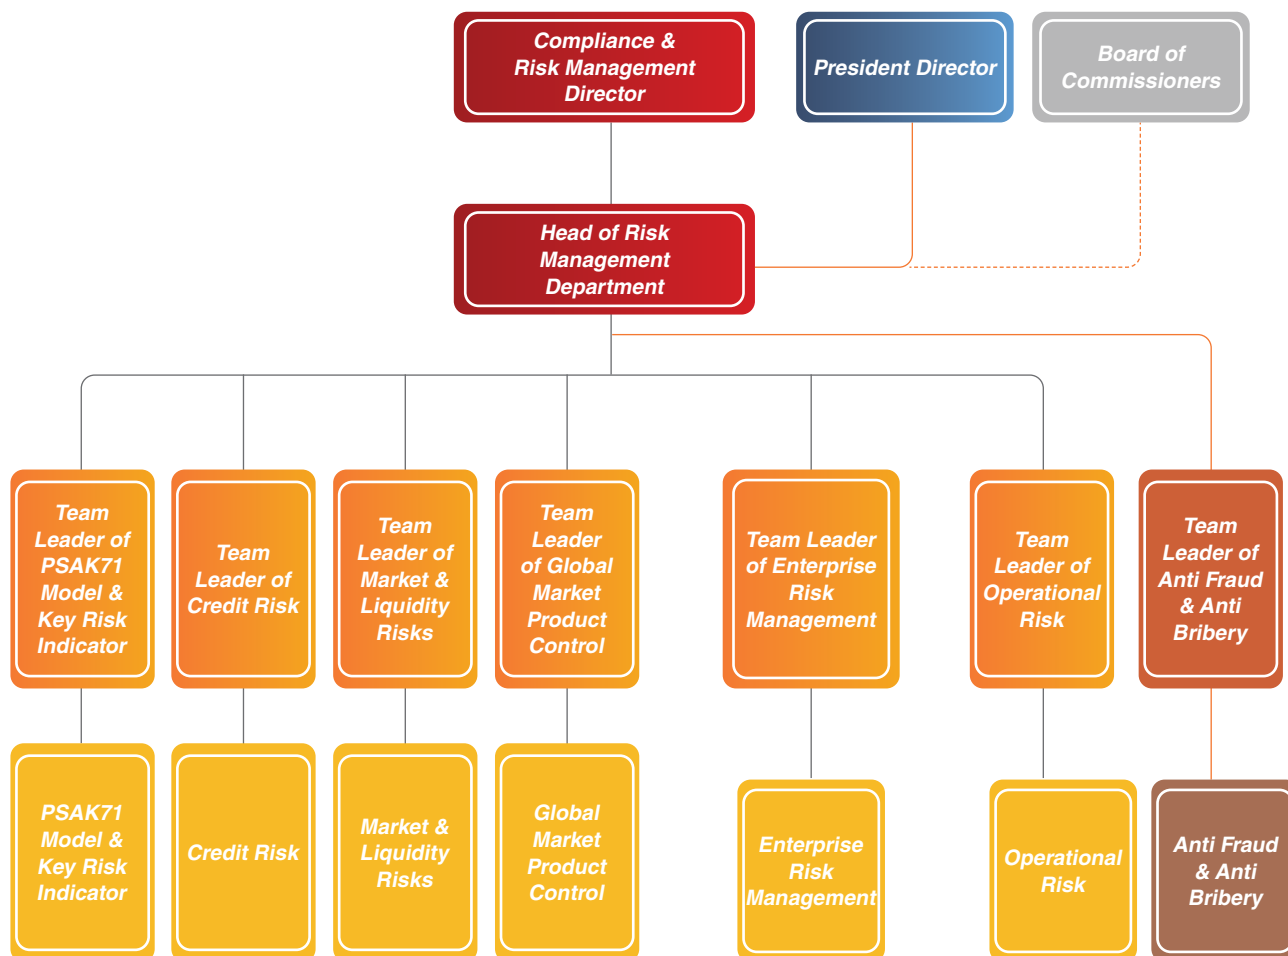 Compliance &
Risk Management
Director
President Director
Board of
Commissioners
Head of Risk
Management
Department
Team
Leader of
PSAK71
Model &
Key Risk
Indicator
Team
Leader of
Credit Risk
Team
Leader of
Market &
Liquidity
Risks
Team
Leader
of Global
Market
Product
Control
Team Leader
of Enterprise
Risk
Management
Team
Leader of
Operational
Risk
Team
Leader of
Anti Fraud
& Anti
Bribery
PSAK71
Model &
Key Risk
Indicator
Credit Risk
Market &
Liquidity
Risks
Global
Market
Product
Control
Enterprise
Risk
Management
Operational
Risk
Anti Fraud
& Anti
Bribery